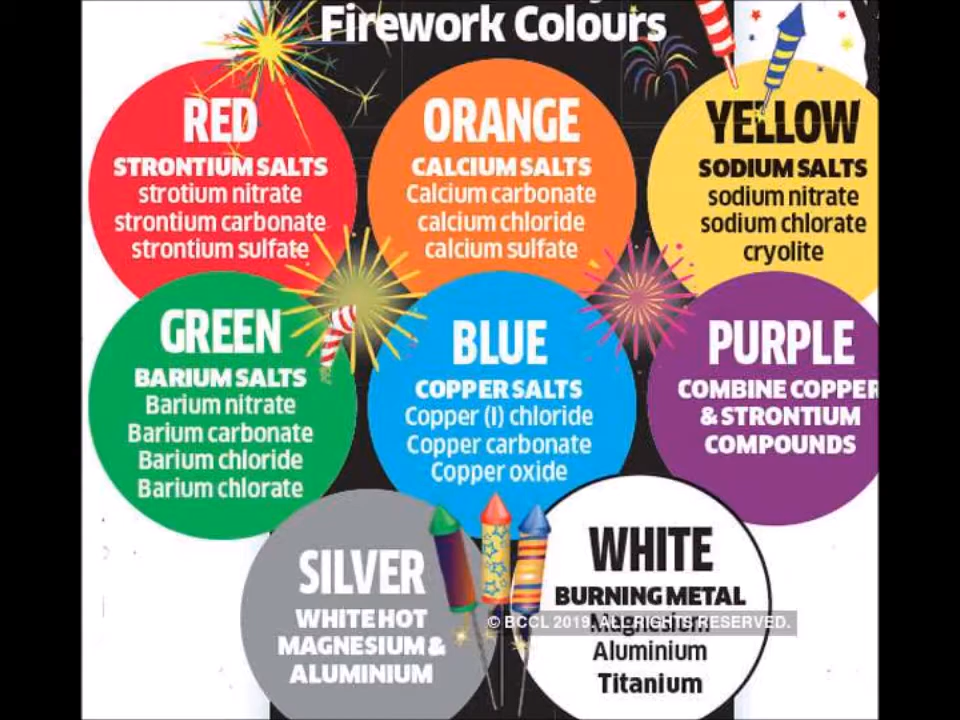 Firework Colours
RED
STRONTIUM SALTS
strotium nitrate
strontium carbonate
strontium sulfate
ORANGE
CALCIUM SALTS
Calcium carbonate
calcium chloride
calcium sulfate
YELLOW
SODIUM SALTS
sodium nitrate
sodium chlorate
cryolite
GREEN
BARIUM SALTS
Barium nitrate
Barium carbonate
Barium chloride
Barium chlorate
BLUE
COPPER SALTS
Copper (I) chloride
Copper carbonate
Copper oxide
PURPLE
COMBINE COPPER
& STRONTIUM
COMPOUNDS
SILVER
WHITE HOT
MAGNESIUM &
ALUMINIUM
WHITE
BURNING METAL
Magnesium
© BCCL 2019. ALL RIGHTS RESERVED.
Aluminium
Titanium